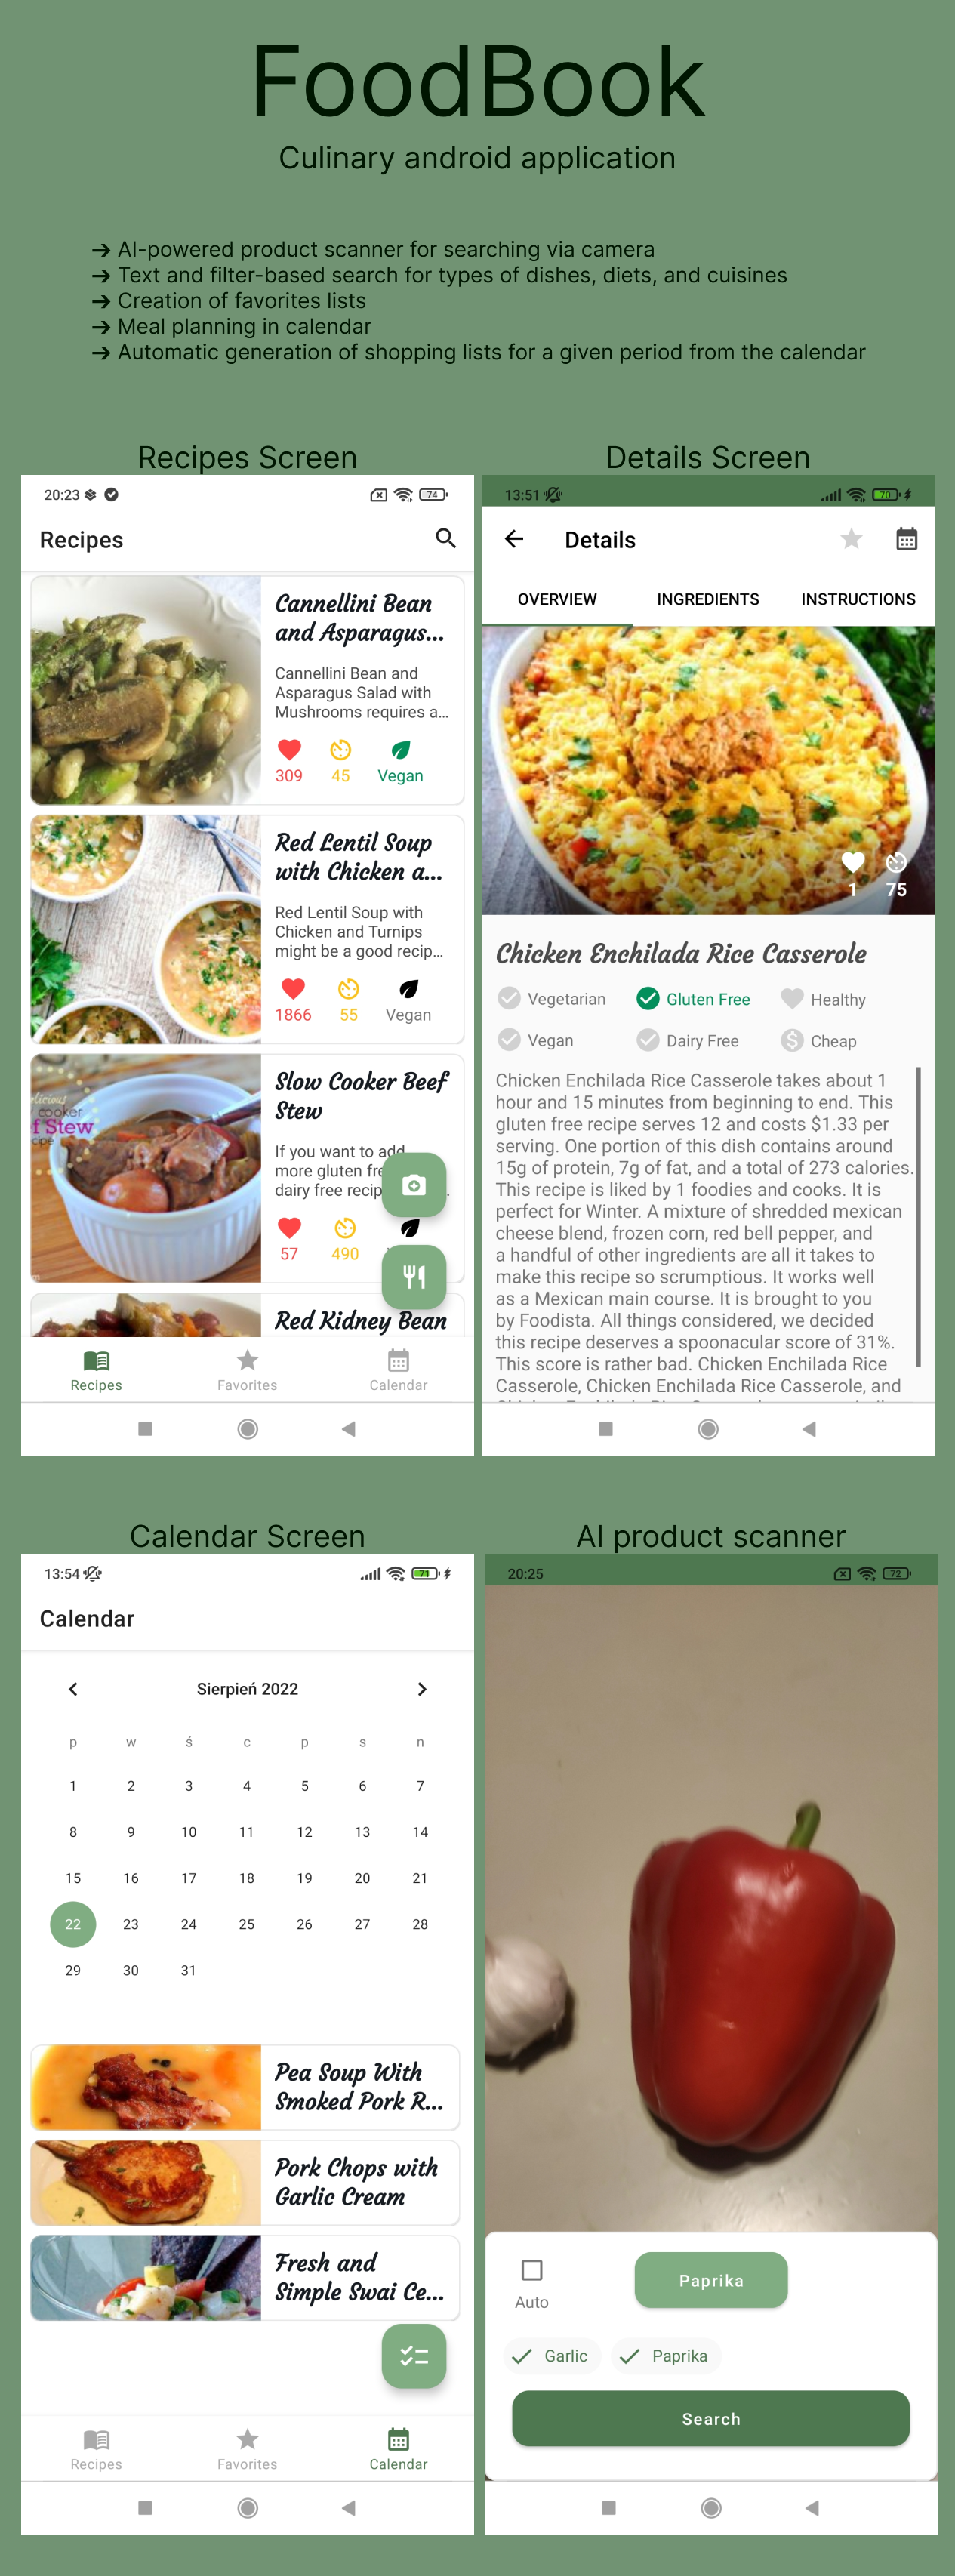 FoodBook
Culinary android application
➔ AI-powered product scanner for searching via camera
➔ Text and filter-based search for types of dishes, diets, and cuisines
➔ Creation of favorites lists
➔ Meal planning in calendar
➔ Automatic generation of shopping lists for a given period from the calendar
Recipes Screen
20:23
74
Recipes
Cannellini Bean
and Asparagus...
Cannellini Bean and
Asparagus Salad with
Mushrooms requires a...
309 45 Vegan
Red Lentil Soup
with Chicken a...
Red Lentil Soup with
Chicken and Turnips
might be a good recip...
1866 55 Vegan
cooker
f Stew
Slow Cooker Beef
Stew
If you want to add
more gluten fre
dairy free recip
57 490
Red Kidney Bean
Recipes Favorites Calendar
Details Screen
13:51
70
Details
OVERVIEW INGREDIENTS INSTRUCTIONS
1 75
Chicken Enchilada Rice Casserole
Vegetarian Gluten Free Healthy
Vegan Dairy Free Cheap
Chicken Enchilada Rice Casserole takes about 1
hour and 15 minutes from beginning to end. This
gluten free recipe serves 12 and costs $1.33 per
serving. One portion of this dish contains around
15g of protein, 7g of fat, and a total of 273 calories.
This recipe is liked by 1 foodies and cooks. It is
perfect for Winter. A mixture of shredded mexican
cheese blend, frozen corn, red bell pepper, and
a handful of other ingredients are all it takes to
make this recipe so scrumptious. It works well
as a Mexican main course. It is brought to you
by Foodista. All things considered, we decided
this recipe deserves a spoonacular score of 31%.
This score is rather bad. Chicken Enchilada Rice
Casserole, Chicken Enchilada Rice Casserole, and
Calendar Screen
13:54
71
Calendar
Sierpień 2022
p w ś c p s n
1 2 3 4 5 6 7
8 9 10 11 12 13 14
15 16 17 18 19 20 21
22 23 24 25 26 27 28
29 30 31
Pea Soup With
Smoked Pork R...
Pork Chops with
Garlic Cream
Fresh and
Simple Swai Ce...
Recipes Favorites Calendar
AI product scanner
20:25
72
Auto
Paprika
Garlic Paprika
Search